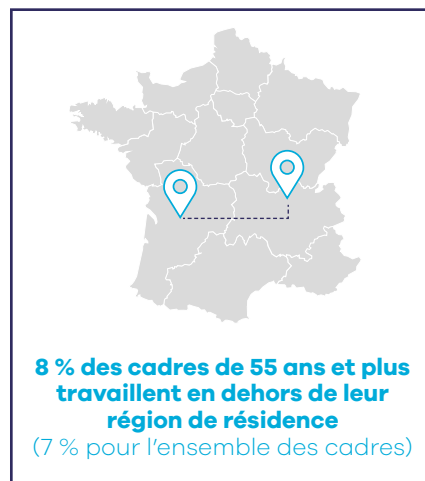 8 % des cadres de 55 ans et plus
travaillent en dehors de leur
région de résidence
(7 % pour l'ensemble des cadres)